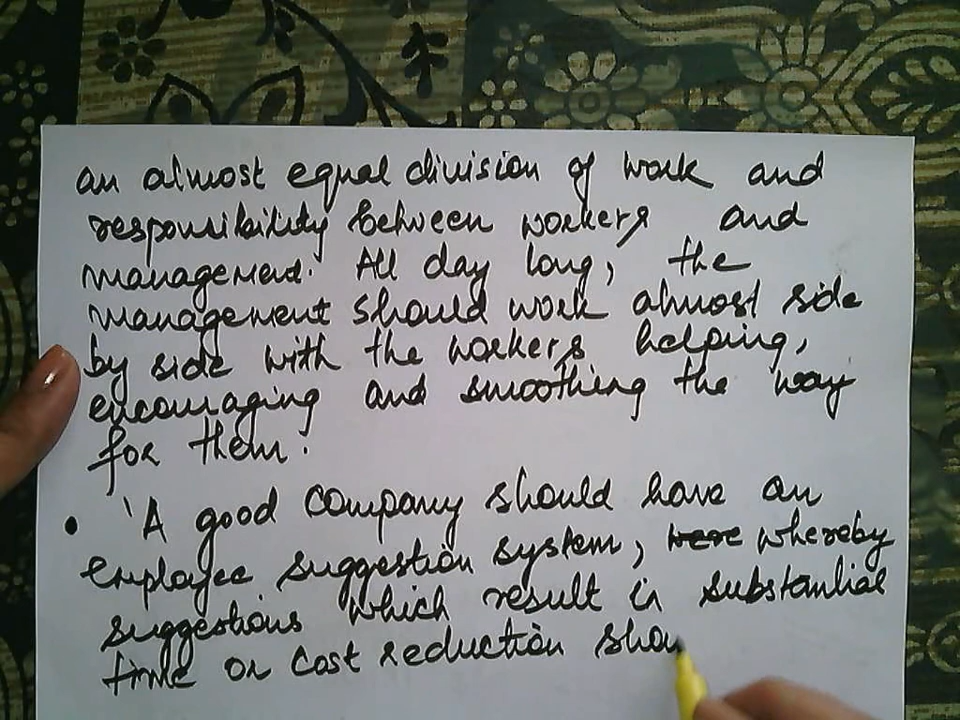 an almost equal division of work and
responsibility between workers and
management. All day long, the
management should work almost side
by side with the workers helping,
encouraging and smoothing the way
for them.
• 'A good company should have an
employee suggestion system, whereby
suggestions which result in substantial
time or cost reduction shou